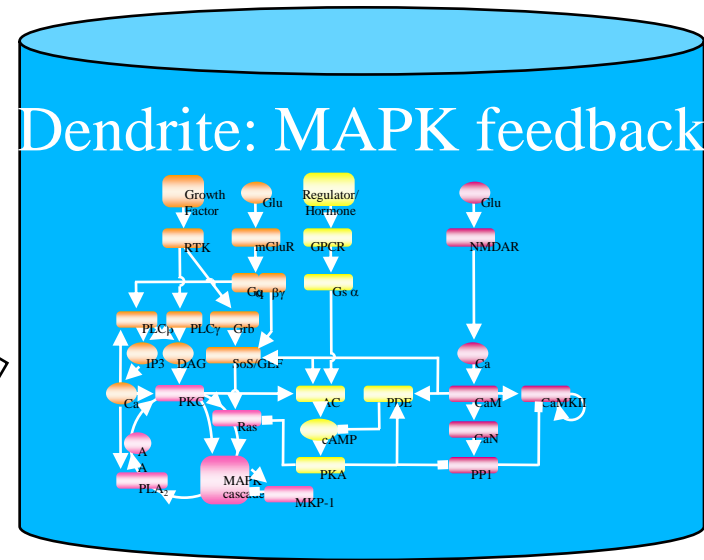 Dendrite: MAPK feedback
Growth
Factor
Glu
Regulator/
Hormone
Glu
RTK
mGluR
GPCR
NMDAR
Gq βγ
Gs α
PLCβ
PLCγ
Grb
IP3
DAG
SoS/GEF
Ca
Ca
PKC
AC
PDE
CaM
CaMKII
Ras
cAMP
CaN
AA
PKA
PP1
PLA₂
MAPK
cascade
MKP-1